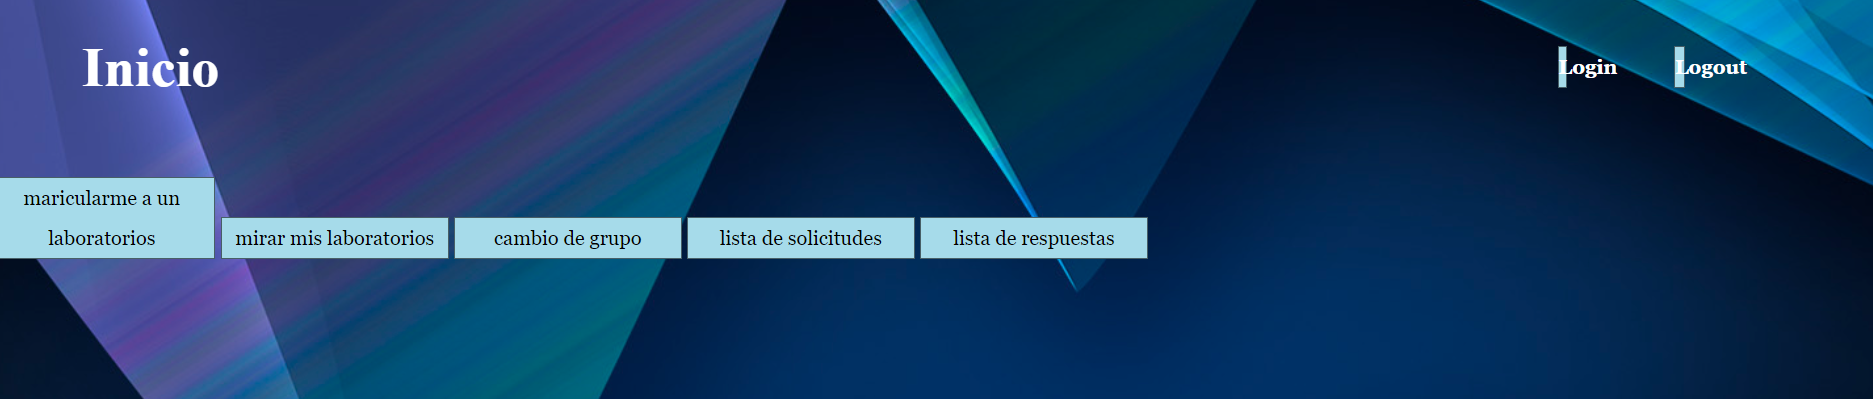 Inicio
Login
Logout
maricularme a un
laboratorios
mirar mis laboratorios
cambio de grupo
lista de solicitudes
lista de respuestas